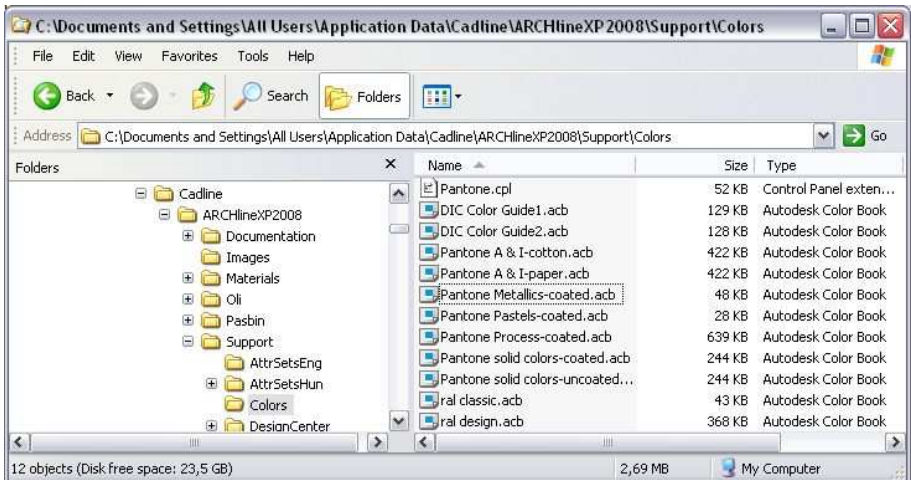 C:\Documents and Settings\All Users\Application Data\Cadline\ARCHlineXP2008\Support\Colors
File Edit View Favorites Tools Help
Back Search Folders
Address C:\Documents and Settings\All Users\Application Data\Cadline\ARCHlineXP2008\Support\Colors Go
Folders x
Cadline
ARCHlineXP2008
Documentation
Images
Materials
Oli
Pasbin
Support
AttrSetsEng
AttrSetsHun
Colors
DesignCenter
Name Size Type
Pantone.cpl 52 KB Control Panel exten...
DIC Color Guide1.acb 129 KB Autodesk Color Book
DIC Color Guide2.acb 128 KB Autodesk Color Book
Pantone A & I-cotton.acb 422 KB Autodesk Color Book
Pantone A & I-paper.acb 422 KB Autodesk Color Book
Pantone Metallics-coated.acb 48 KB Autodesk Color Book
Pantone Pastels-coated.acb 28 KB Autodesk Color Book
Pantone Process-coated.acb 639 KB Autodesk Color Book
Pantone solid colors-coated.acb 244 KB Autodesk Color Book
Pantone solid colors-uncoated... 244 KB Autodesk Color Book
ral classic.acb 43 KB Autodesk Color Book
ral design.acb 368 KB Autodesk Color Book
12 objects (Disk free space: 23,5 GB) 2,69 MB My Computer